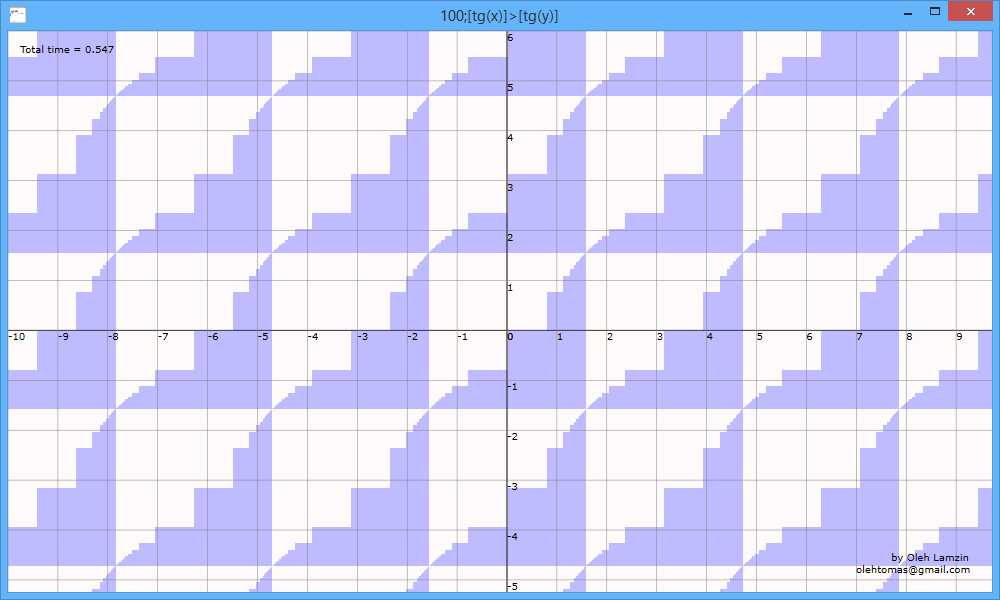 100;[tg(x)]>[tg(y)]
Total time = 0.547
6
5
4
3
2
1
-10 -9 -8 -7 -6 -5 -4 -3 -2 -1 0 1 2 3 4 5 6 7 8 9
-1
-2
-3
-4
by Oleh Lamzin
olehtomas@gmail.com
-5